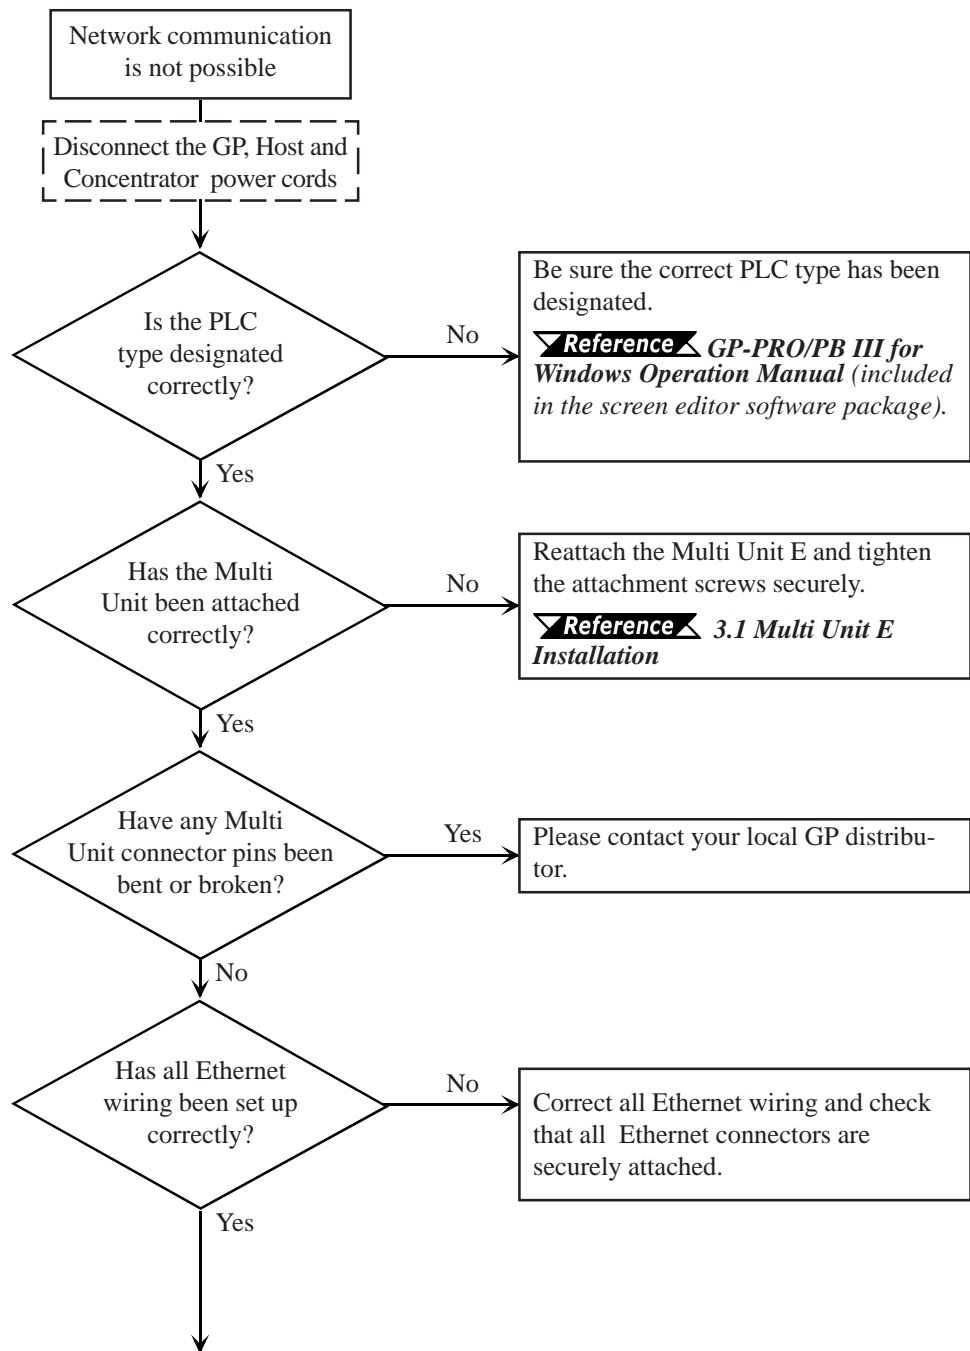 Network communication
is not possible
Disconnect the GP, Host and
Concentrator power cords
Is the PLC
type designated
correctly?
No
Be sure the correct PLC type has been
designated.
Reference GP-PRO/PB III for
Windows Operation Manual (included
in the screen editor software package).
Yes
Has the Multi
Unit been attached
correctly?
No
Reattach the Multi Unit E and tighten
the attachment screws securely.
Reference 3.1 Multi Unit E
Installation
Yes
Have any Multi
Unit connector pins been
bent or broken?
Yes
Please contact your local GP distribu-
tor.
No
Has all Ethernet
wiring been set up
correctly?
No
Correct all Ethernet wiring and check
that all Ethernet connectors are
securely attached.
Yes